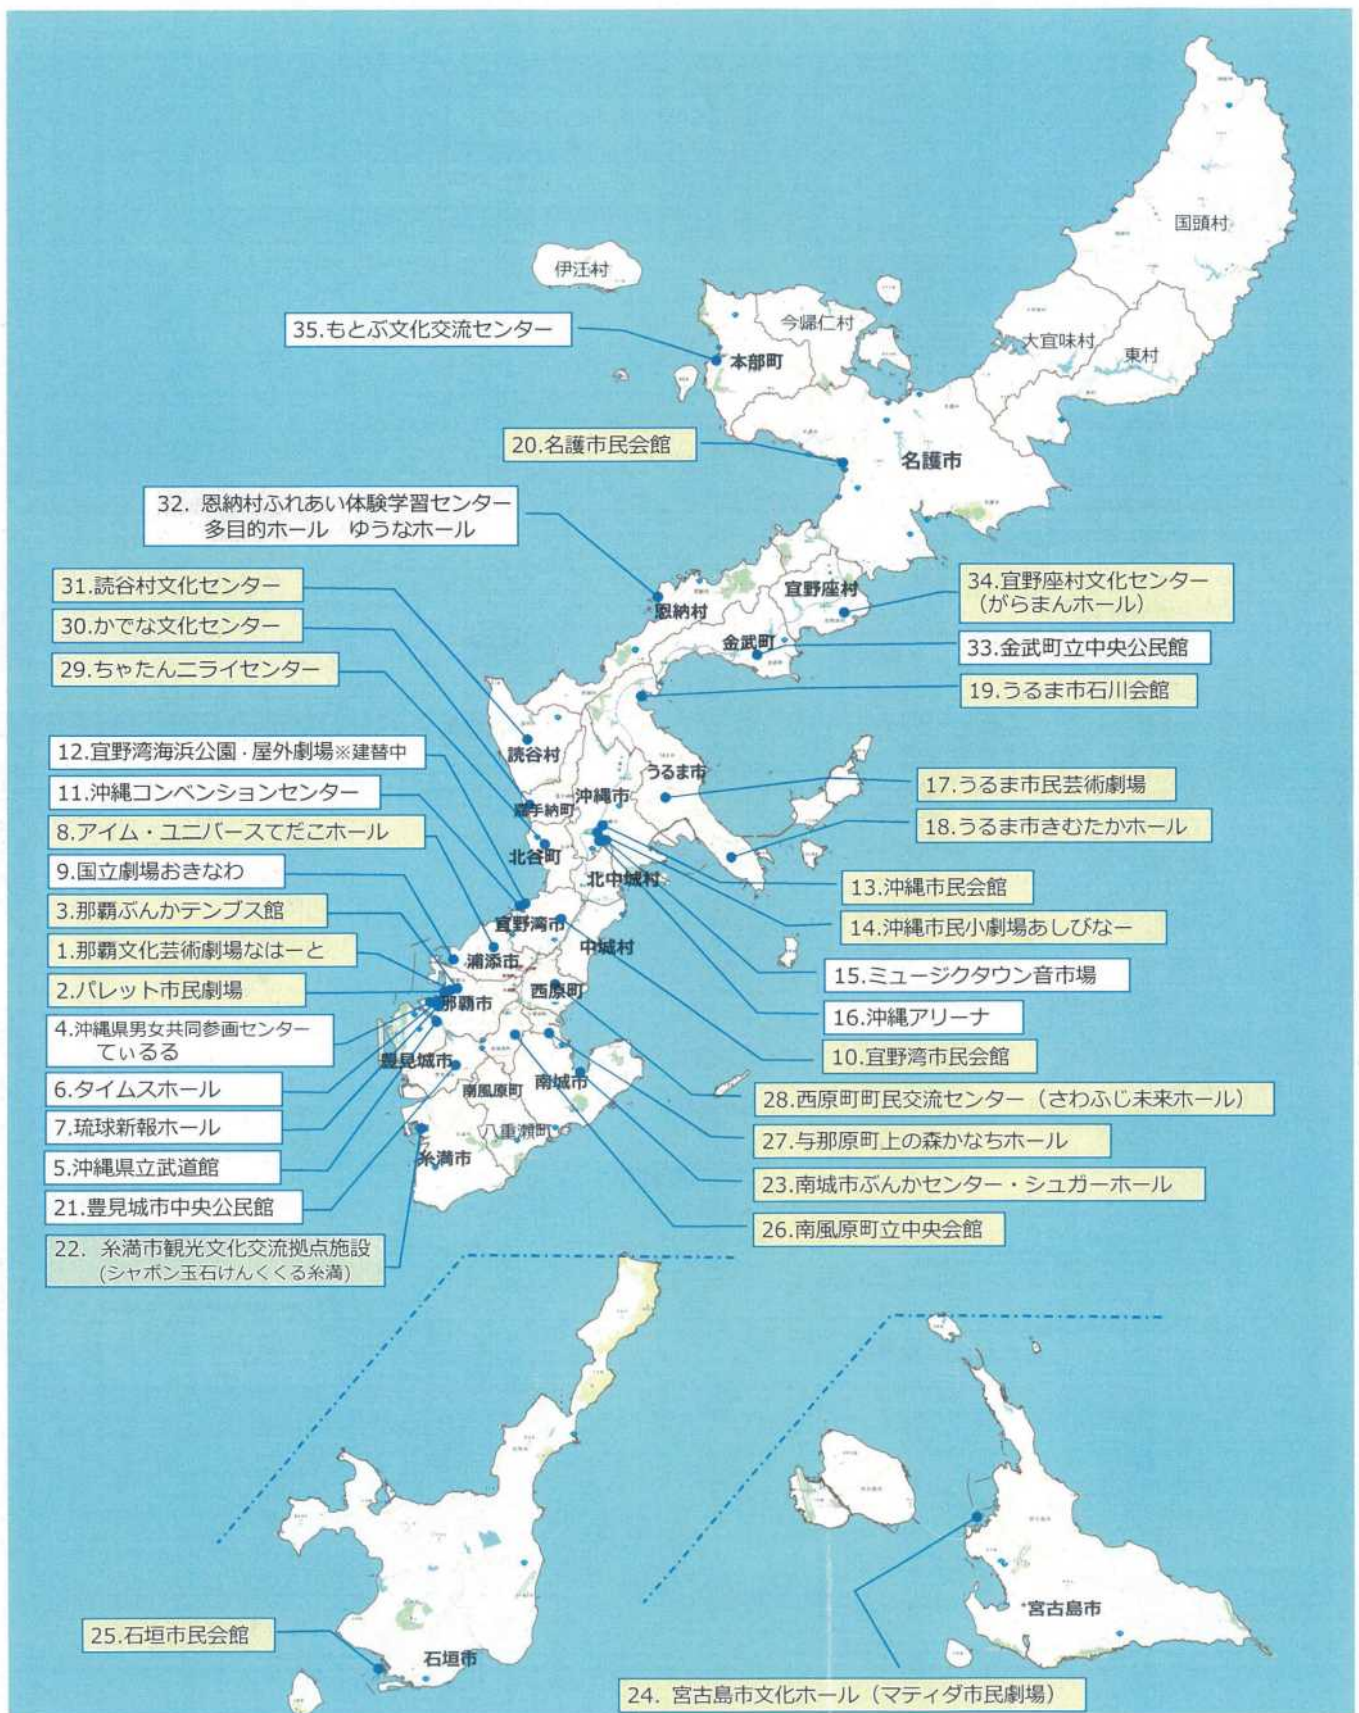 国頭村
伊江村
今帰仁村
大宜味村
東村
35.もとぶ文化交流センター
本部町
20.名護市民会館
名護市
32. 恩納村ふれあい体験学習センター
多目的ホール ゆうなホール
31.読谷村文化センター
30.かでな文化センター
29.ちゃたんニライセンター
恩納村
宜野座村
34.宜野座村文化センター
(がらまんホール)
金武町
33.金武町立中央公民館
19.うるま市石川会館
12.宜野湾海浜公園・屋外劇場※建替中
11.沖縄コンベンションセンター
8.アイム・ユニバースてだこホール
9.国立劇場おきなわ
3.那覇ぶんかテンブス館
1.那覇文化芸術劇場なはーと
2.パレット市民劇場
4.沖縄県男女共同参画センター
てぃるる
6.タイムスホール
7.琉球新報ホール
5.沖縄県立武道館
21.豊見城市中央公民館
22. 糸満市観光文化交流拠点施設
(シャボン玉石けんくくる糸満)
読谷村
うるま市
沖縄市
嘉手納町
北谷町
北中城村
宜野湾市
中城村
浦添市
西原町
那覇市
豊見城市
南風原町
南城市
八重瀬町
糸満市
17.うるま市民芸術劇場
18.うるま市きむたかホール
13.沖縄市民会館
14.沖縄市民小劇場あしびなー
15.ミュージクタウン音市場
16.沖縄アリーナ
10.宜野湾市民会館
28.西原町町民交流センター(さわふじ未来ホール)
27.与那原町上の森かなちホール
23.南城市ぶんかセンター・シュガーホール
26.南風原町立中央会館
25.石垣市民会館
石垣市
宮古島市
24. 宮古島市文化ホール(マティダ市民劇場)